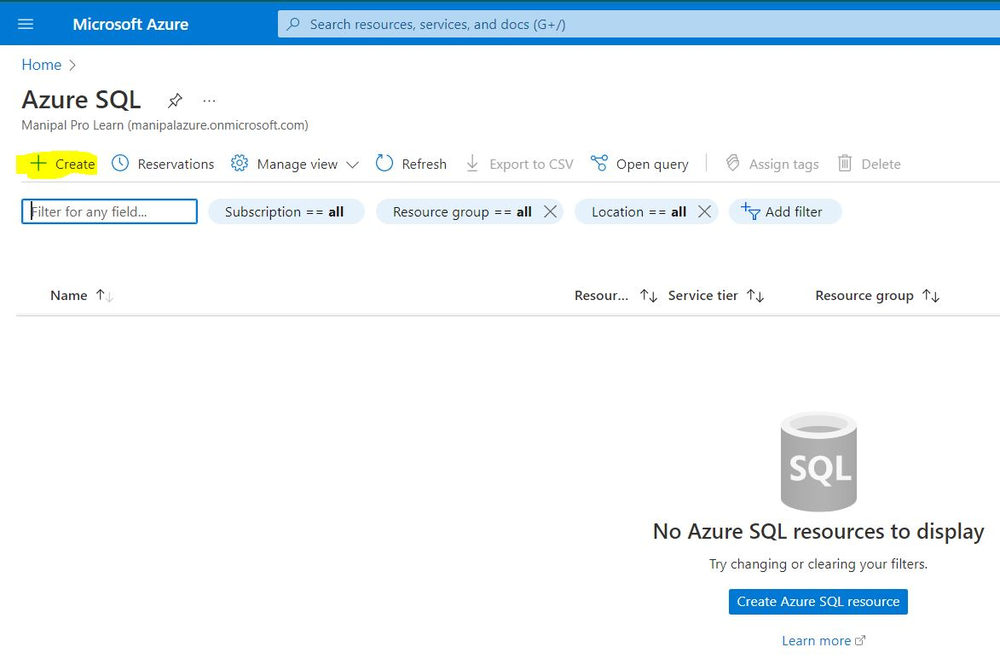 Microsoft Azure
Search resources, services, and docs (G+/)
Home
Azure SQL
...
Manipal Pro Learn (manipalazure.onmicrosoft.com)
Create Reservations Manage view Refresh Export to CSV Open query Assign tags Delete
Filter for any field... Subscription == all Resource group == all Location == all Add filter
Name Resour... Service tier Resource group
SQL
No Azure SQL resources to display
Try changing or clearing your filters.
Create Azure SQL resource
Learn more